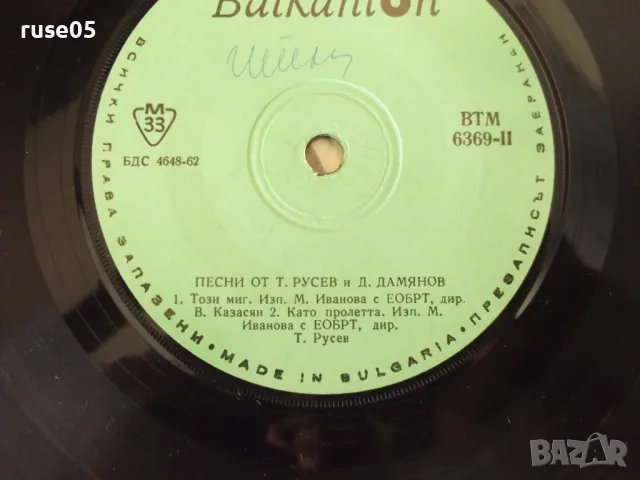 ruse05
Balkanton
M
33
БДС 4648-62
ВТМ
6369-II
ПЕСНИ ОТ Т. РУСЕВ и Д. ДАМЯНОВ
1. Този миг. Изп. М. Иванова с ЕОБРТ, дир.
В. Казасян 2. Като пролетта. Изп. М.
Иванова с ЕОБРТ, дир.
Т. Русев
ВСИЧКИ ПРАВА ЗАПАЗЕНИ • MADE IN BULGARIA • ПРЕЗАПИСЪТ ЗАБРАНЕН
BAZAR